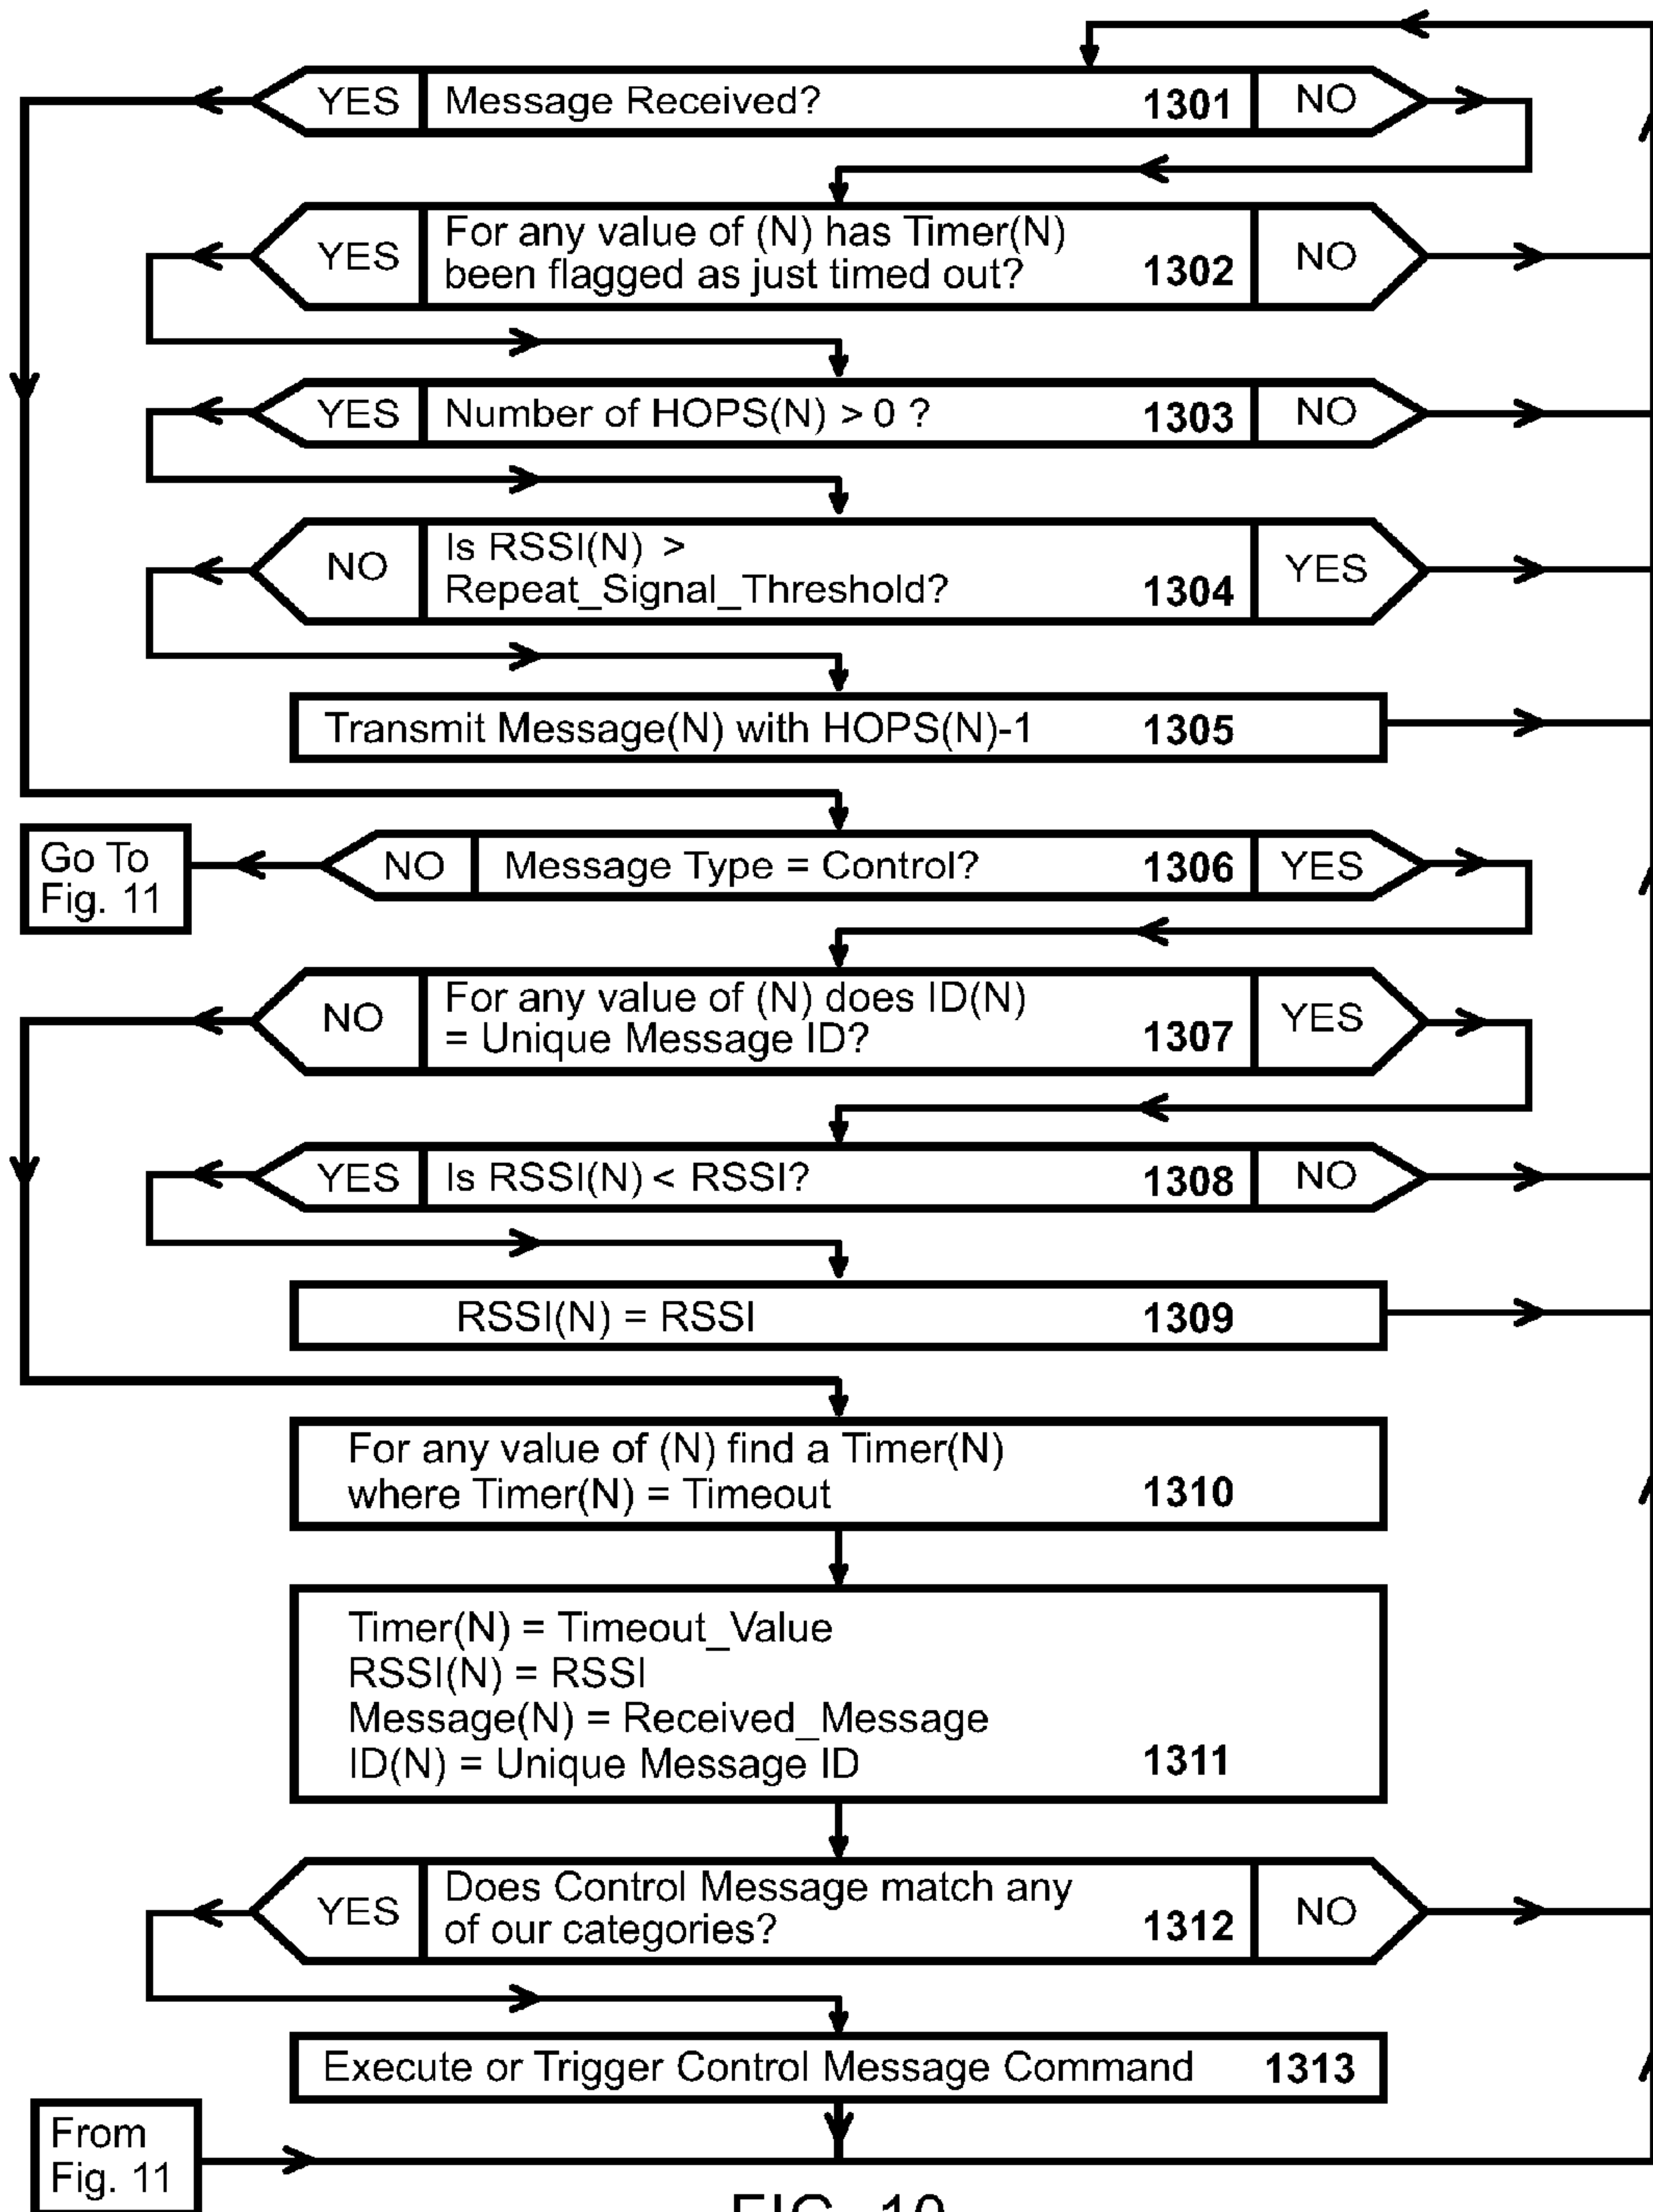 YES Message Received? 1301 NO
For any value of (N) has Timer(N)
YES been flagged as just timed out? 1302 NO
YES Number of HOPS(N) > 0 ? 1303 NO
Is RSSI(N) >
NO Repeat_Signal_Threshold? 1304 YES
Transmit Message(N) with HOPS(N)-1 1305
Go To
Fig. 11
NO Message Type = Control? 1306 YES
For any value of (N) does ID(N)
NO = Unique Message ID? 1307 YES
YES Is RSSI(N) < RSSI? 1308 NO
RSSI(N) = RSSI 1309
For any value of (N) find a Timer(N)
where Timer(N) = Timeout 1310
Timer(N) = Timeout_Value
RSSI(N) = RSSI
Message(N) = Received_Message
ID(N) = Unique Message ID 1311
Does Control Message match any
YES of our categories? 1312 NO
Execute or Trigger Control Message Command 1313
From
Fig. 11
FIG. 10